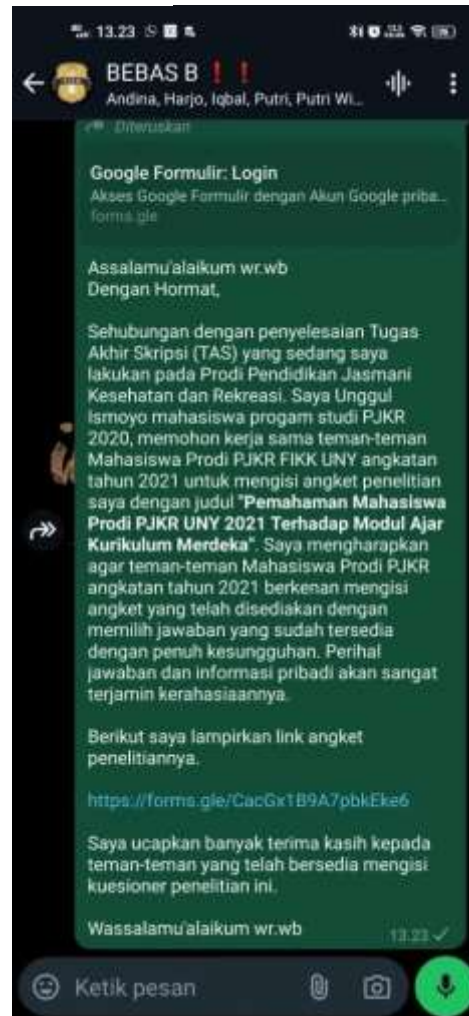 13.23
BEBAS B ❗❗
Andina, Harjo, Iqbal, Putri, Putri Wi...
Diteruskan
Google Formulir: Login
Akses Google Formulir dengan Akun Google priba...
forms.gle
Assalamu'alaikum wr.wb
Dengan Hormat,
Sehubungan dengan penyelesaian Tugas
Akhir Skripsi (TAS) yang sedang saya
lakukan pada Prodi Pendidikan Jasmani
Kesehatan dan Rekreasi. Saya Unggul
Ismoyo mahasiswa progam studi PJKR
2020, memohon kerja sama teman-teman
Mahasiswa Prodi PJKR FIKK UNY angkatan
tahun 2021 untuk mengisi angket penelitian
saya dengan judul "Pemahaman Mahasiswa
Prodi PJKR UNY 2021 Terhadap Modul Ajar
Kurikulum Merdeka". Saya mengharapkan
agar teman-teman Mahasiswa Prodi PJKR
angkatan tahun 2021 berkenan mengisi
angket yang telah disediakan dengan
memilih jawaban yang sudah tersedia
dengan penuh kesungguhan. Perihal
jawaban dan informasi pribadi akan sangat
terjamin kerahasiaannya.
Berikut saya lampirkan link angket
penelitiannya.
https://forms.gle/CacGx1B9A7pbkEke6
Saya ucapkan banyak terima kasih kepada
teman-teman yang telah bersedia mengisi
kuesioner penelitian ini.
Wassalamu'alaikum wr.wb
13.23
Ketik pesan